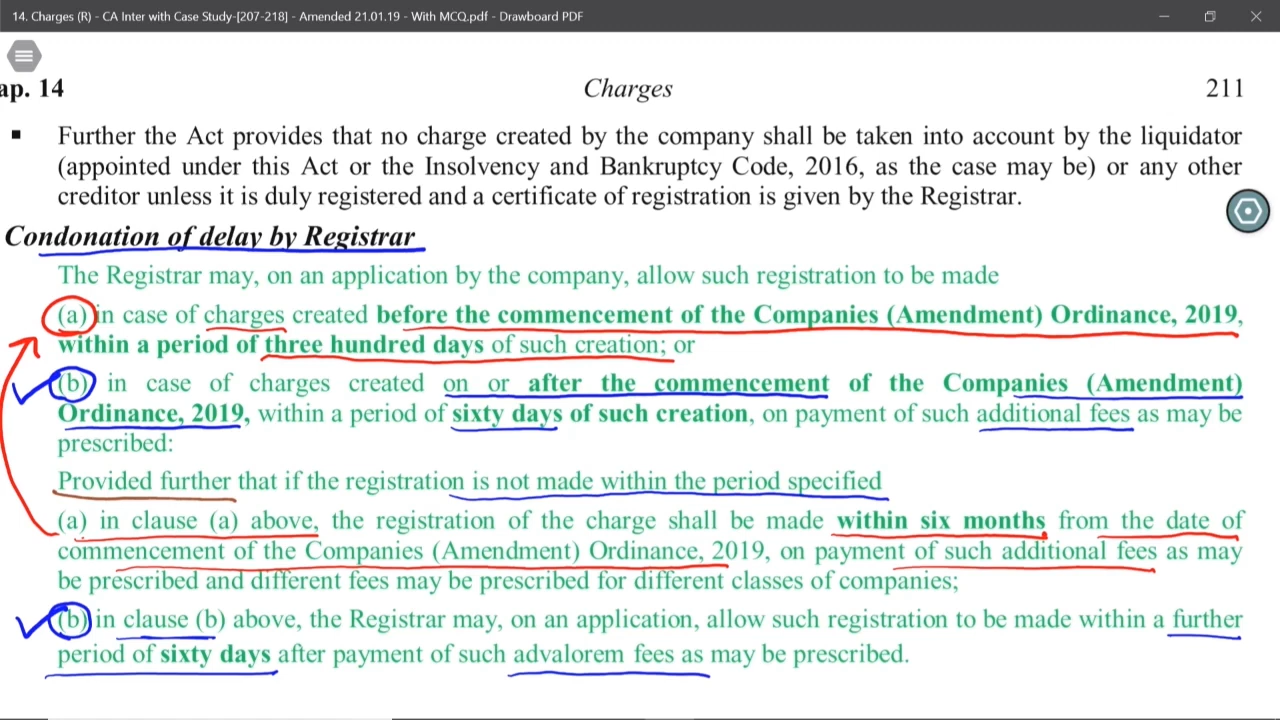 14. Charges (R) - CA Inter with Case Study-[207-218] - Amended 21.01.19 - With MCQ.pdf - Drawboard PDF
ap. 14 Charges 211
▪ Further the Act provides that no charge created by the company shall be taken into account by the liquidator
(appointed under this Act or the Insolvency and Bankruptcy Code, 2016, as the case may be) or any other
creditor unless it is duly registered and a certificate of registration is given by the Registrar.
Condonation of delay by Registrar
The Registrar may, on an application by the company, allow such registration to be made
(a) in case of charges created before the commencement of the Companies (Amendment) Ordinance, 2019,
within a period of three hundred days of such creation; or
(b) in case of charges created on or after the commencement of the Companies (Amendment)
Ordinance, 2019, within a period of sixty days of such creation, on payment of such additional fees as may be
prescribed:
Provided further that if the registration is not made within the period specified
(a) in clause (a) above, the registration of the charge shall be made within six months from the date of
commencement of the Companies (Amendment) Ordinance, 2019, on payment of such additional fees as may
be prescribed and different fees may be prescribed for different classes of companies;
(b) in clause (b) above, the Registrar may, on an application, allow such registration to be made within a further
period of sixty days after payment of such advalorem fees as may be prescribed.